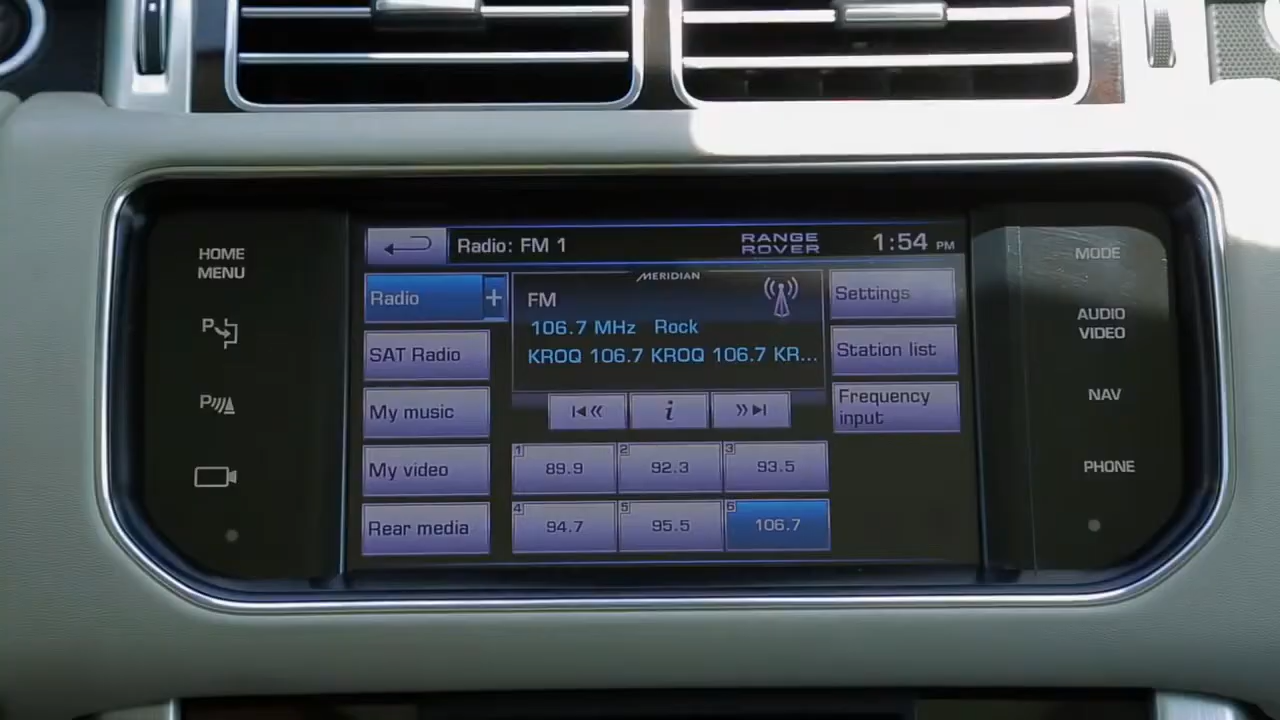 HOME
MENU
P
P
Radio: FM 1
RANGE
ROVER
1:54 PM
Radio +
SAT Radio
My music
My video
Rear media
MERIDIAN
FM
106.7 MHz Rock
KROQ 106.7 KROQ 106.7 KR...
i
1 89.9
2 92.3
3 93.5
4 94.7
5 95.5
6 106.7
Settings
Station list
Frequency
input
MODE
AUDIO
VIDEO
NAV
PHONE